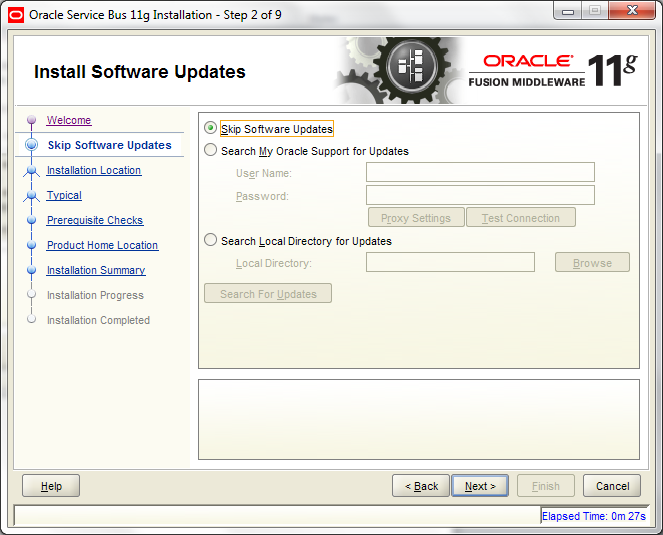 Oracle Service Bus 11g Installation - Step 2 of 9
Install Software Updates
ORACLE
FUSION MIDDLEWARE
11g
Welcome
Skip Software Updates
Installation Location
Typical
Prerequisite Checks
Product Home Location
Installation Summary
Installation Progress
Installation Completed
Skip Software Updates
Search My Oracle Support for Updates
User Name:
Password:
Proxy Settings Test Connection
Search Local Directory for Updates
Local Directory: Browse
Search For Updates
Help < Back Next > Finish Cancel
Elapsed Time: 0m 27s